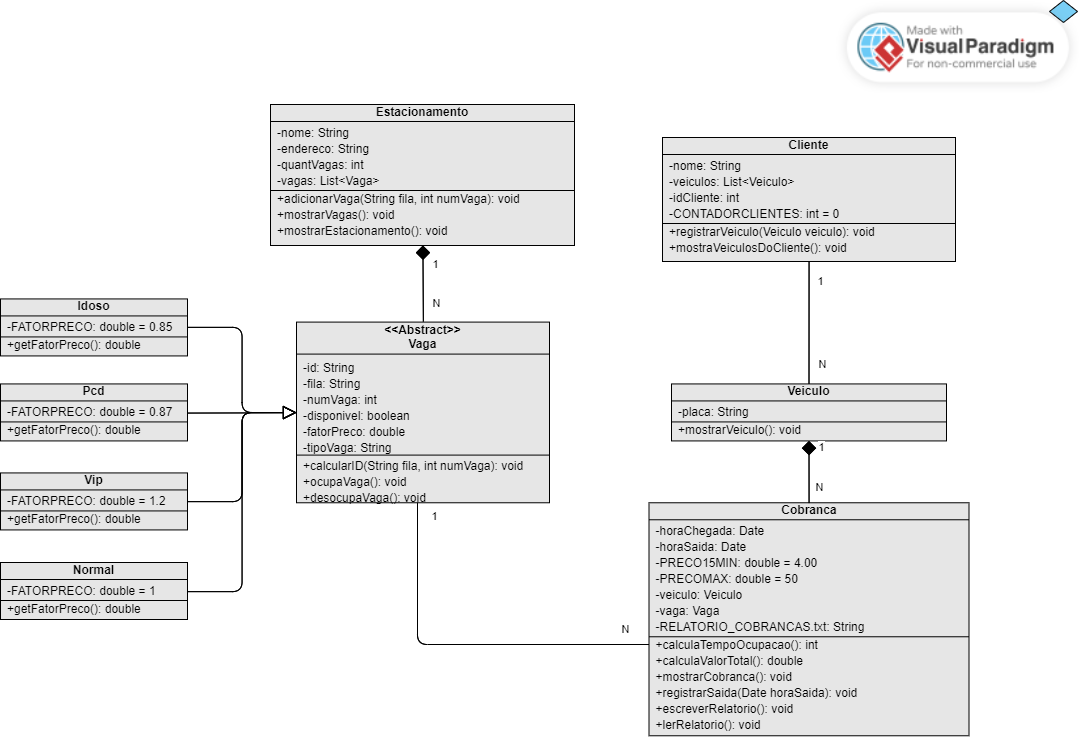 Made with
Visual Paradigm
For non-commercial use
Estacionamento
-nome: String
-endereco: String
-quantVagas: int
-vagas: List<Vaga>
+adicionarVaga(String fila, int numVaga): void
+mostrarVagas(): void
+mostrarEstacionamento(): void
1
N
Cliente
-nome: String
-veiculos: List<Veiculo>
-idCliente: int
-CONTADORCLIENTES: int = 0
+registrarVeiculo(Veiculo veiculo): void
+mostraVeiculosDoCliente(): void
1
N
Idoso
-FATORPRECO: double = 0.85
+getFatorPreco(): double
Pcd
-FATORPRECO: double = 0.87
+getFatorPreco(): double
Vip
-FATORPRECO: double = 1.2
+getFatorPreco(): double
Normal
-FATORPRECO: double = 1
+getFatorPreco(): double
<<Abstract>>
Vaga
-id: String
-fila: String
-numVaga: int
-disponivel: boolean
-fatorPreco: double
-tipoVaga: String
+calcularID(String fila, int numVaga): void
+ocupaVaga(): void
+desocupaVaga(): void
1
N
Veiculo
-placa: String
+mostrarVeiculo(): void
1
N
Cobranca
-horaChegada: Date
-horaSaida: Date
-PRECO15MIN: double = 4.00
-PRECOMAX: double = 50
-veiculo: Veiculo
-vaga: Vaga
-RELATORIO_COBRANCAS.txt: String
+calculaTempoOcupacao(): int
+calculaValorTotal(): double
+mostrarCobranca(): void
+registrarSaida(Date horaSaida): void
+escreverRelatorio(): void
+lerRelatorio(): void